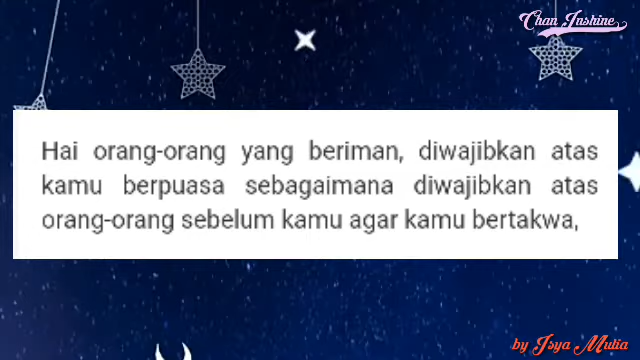 Chan Inshine
Hai orang-orang yang beriman, diwajibkan atas
kamu berpuasa sebagaimana diwajibkan atas
orang-orang sebelum kamu agar kamu bertakwa,
by Isya Mulia